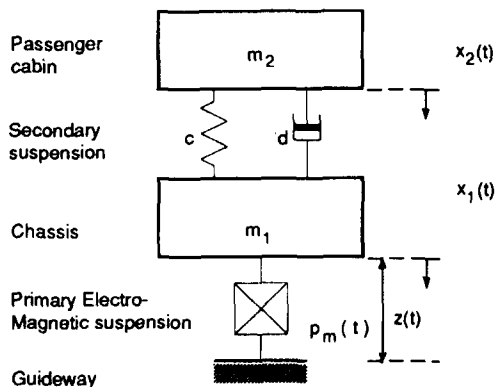 Passenger
cabin
m2
x2(t)
Secondary
suspension
c
d
x1(t)
Chassis
m1
Primary Electro-
Magnetic suspension
pm(t)
z(t)
Guideway